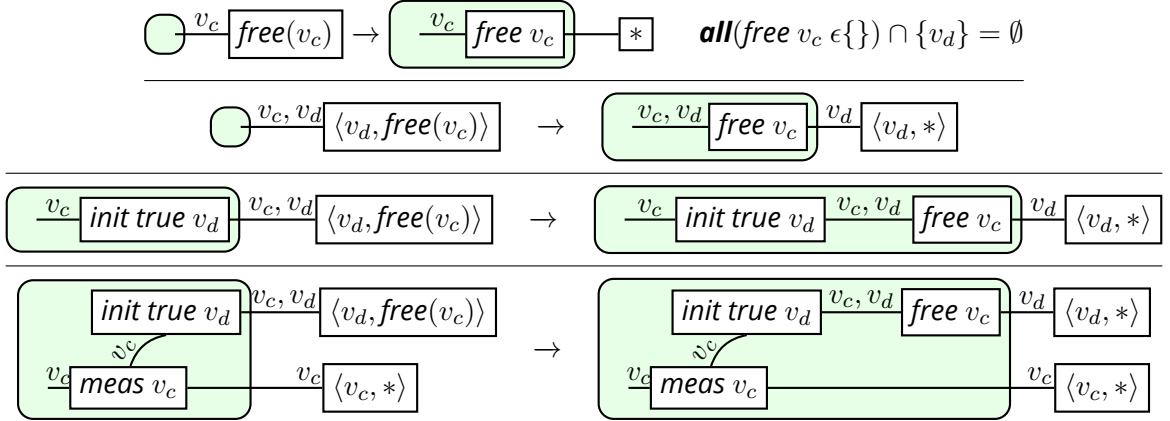 v_c free(v_c) → v_c free v_c * all(free v_c ϵ{}) ∩ {v_d} = ∅
v_c, v_d ⟨v_d, free(v_c)⟩ → v_c, v_d free v_c v_d ⟨v_d, *⟩
v_c init true v_d v_c, v_d ⟨v_d, free(v_c)⟩ → v_c init true v_d v_c, v_d free v_c v_d ⟨v_d, *⟩
init true v_d v_c, v_d ⟨v_d, free(v_c)⟩ → init true v_d v_c, v_d free v_c v_d ⟨v_d, *⟩
v_c v_c
v_c meas v_c v_c ⟨v_c, *⟩ v_c meas v_c v_c ⟨v_c, *⟩